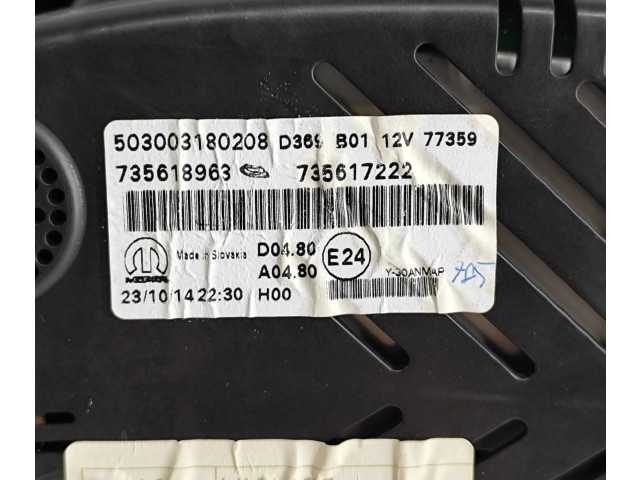 503003180208 D369 B01 12V 77359
735618963 735617222
Made in Slovakia D04.80 E24
MOPAR A04.80 Y-30ANMAP
23/10/14 22:30 H00